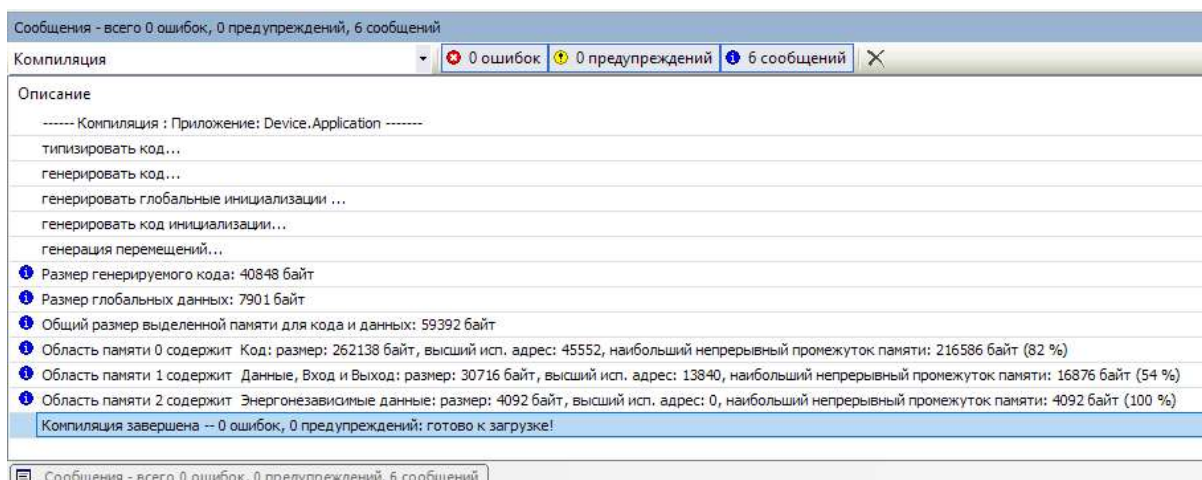 Сообщения - всего 0 ошибок, 0 предупреждений, 6 сообщений
Компиляция 0 ошибок 0 предупреждений 6 сообщений
Описание
------ Компиляция : Приложение: Device.Application -------
типизировать код...
генерировать код...
генерировать глобальные инициализации ...
генерировать код инициализации...
генерация перемещений...
Размер генерируемого кода: 40848 байт
Размер глобальных данных: 7901 байт
Общий размер выделенной памяти для кода и данных: 59392 байт
Область памяти 0 содержит Код: размер: 262138 байт, высший исп. адрес: 45552, наибольший непрерывный промежуток памяти: 216586 байт (82 %)
Область памяти 1 содержит Данные, Вход и Выход: размер: 30716 байт, высший исп. адрес: 13840, наибольший непрерывный промежуток памяти: 16876 байт (54 %)
Область памяти 2 содержит Энергонезависимые данные: размер: 4092 байт, высший исп. адрес: 0, наибольший непрерывный промежуток памяти: 4092 байт (100 %)
Компиляция завершена -- 0 ошибок, 0 предупреждений: готово к загрузке!
Сообщения - всего 0 ошибок, 0 предупреждений, 6 сообщений